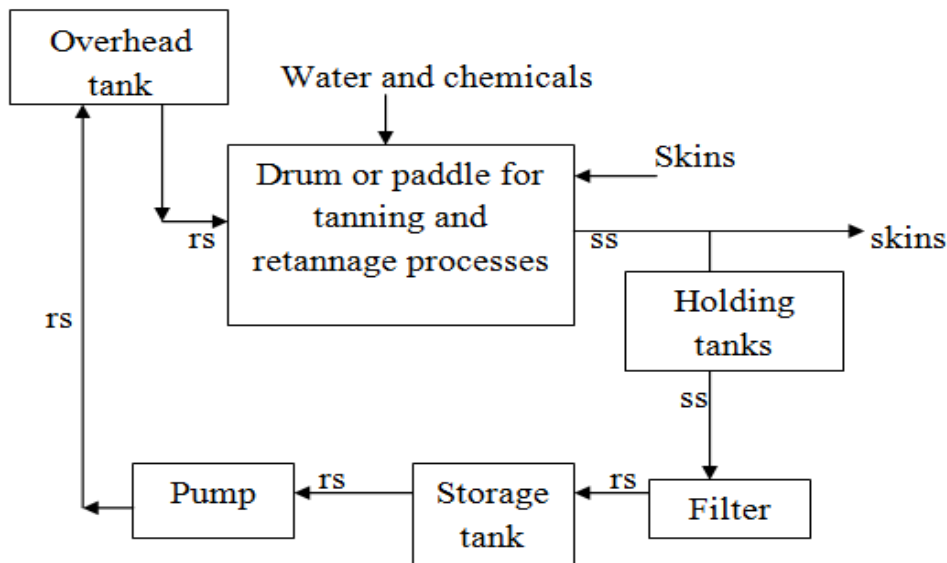 Overhead
tank
Water and chemicals
Drum or paddle for
tanning and
retannage processes
Skins
rs
ss
skins
Holding
tanks
rs
ss
Pump
rs
Storage
tank
rs
Filter